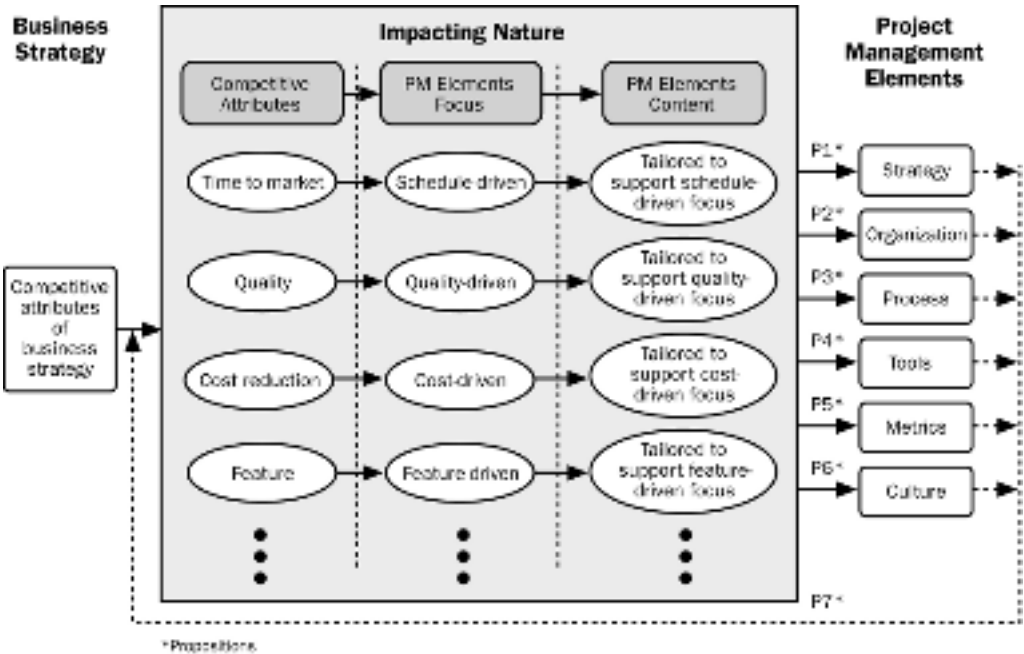 Business
Strategy
Impacting Nature
Project
Management
Elements
Competitive
Attributes
PM Elements
Focus
PM Elements
Content
Time to market
Schedule-driven
Tailored to
support schedule-
driven focus
Quality
Quality-driven
Tailored to
support quality-
driven focus
Cost reduction
Cost-driven
Tailored to
support cost-
driven focus
Feature
Feature driven
Tailored to
support feature-
driven focus
Competitive
attributes
of
business
strategy
P1*
Strategy
P2*
Organization
P3*
Process
P4*
Tools
P5*
Metrics
P6*
Culture
P7*
*Propositions